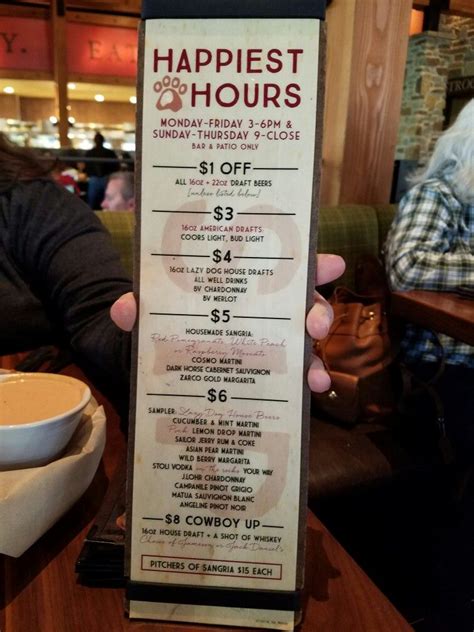 Y.
EAT
HAPPIEST
HOURS
MONDAY-FRIDAY 3-6PM &
SUNDAY-THURSDAY 9-CLOSE
BAR & PATIO ONLY
$1 OFF
ALL 16oz + 22oz DRAFT BEERS
[unless listed below]
$3
16oz AMERICAN DRAFTS
COORS LIGHT, BUD LIGHT
$4
16oz LAZY DOG HOUSE DRAFTS
ALL WELL DRINKS
BV CHARDONNAY
BV MERLOT
$5
HOUSEMADE SANGRIA:
Red Pomegranate, White Peach
or Raspberry Moscato
COSMO MARTINI
DARK HORSE CABERNET SAUVIGNON
ZARCO GOLD MARGARITA
$6
SAMPLER: 5 Lazy Dog House Beers
CUCUMBER & MINT MARTINI
Pink LEMON DROP MARTINI
SAILOR JERRY RUM & COKE
ASIAN PEAR MARTINI
WILD BERRY MARGARITA
STOLI VODKA on the rocks YOUR WAY
J.LOHR CHARDONNAY
CAMPANILE PINOT GRIGIO
MATUA SAUVIGNON BLANC
ANGELINE PINOT NOIR
$8 COWBOY UP
16oz HOUSE DRAFT + A SHOT OF WHISKEY
Choice of Jameson or Jack Daniel's
PITCHERS OF SANGRIA $15 EACH